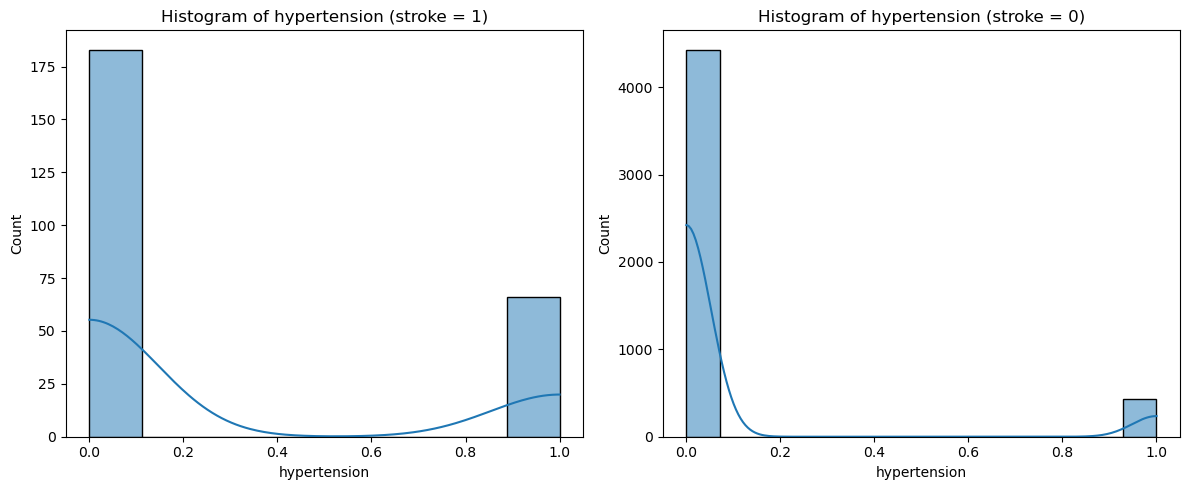 Histogram of hypertension (stroke = 1)
175
150
125
100
75
50
25
0
Count
0.0 0.2 0.4 0.6 0.8 1.0
hypertension
Histogram of hypertension (stroke = 0)
4000
3000
2000
1000
0
Count
0.0 0.2 0.4 0.6 0.8 1.0
hypertension